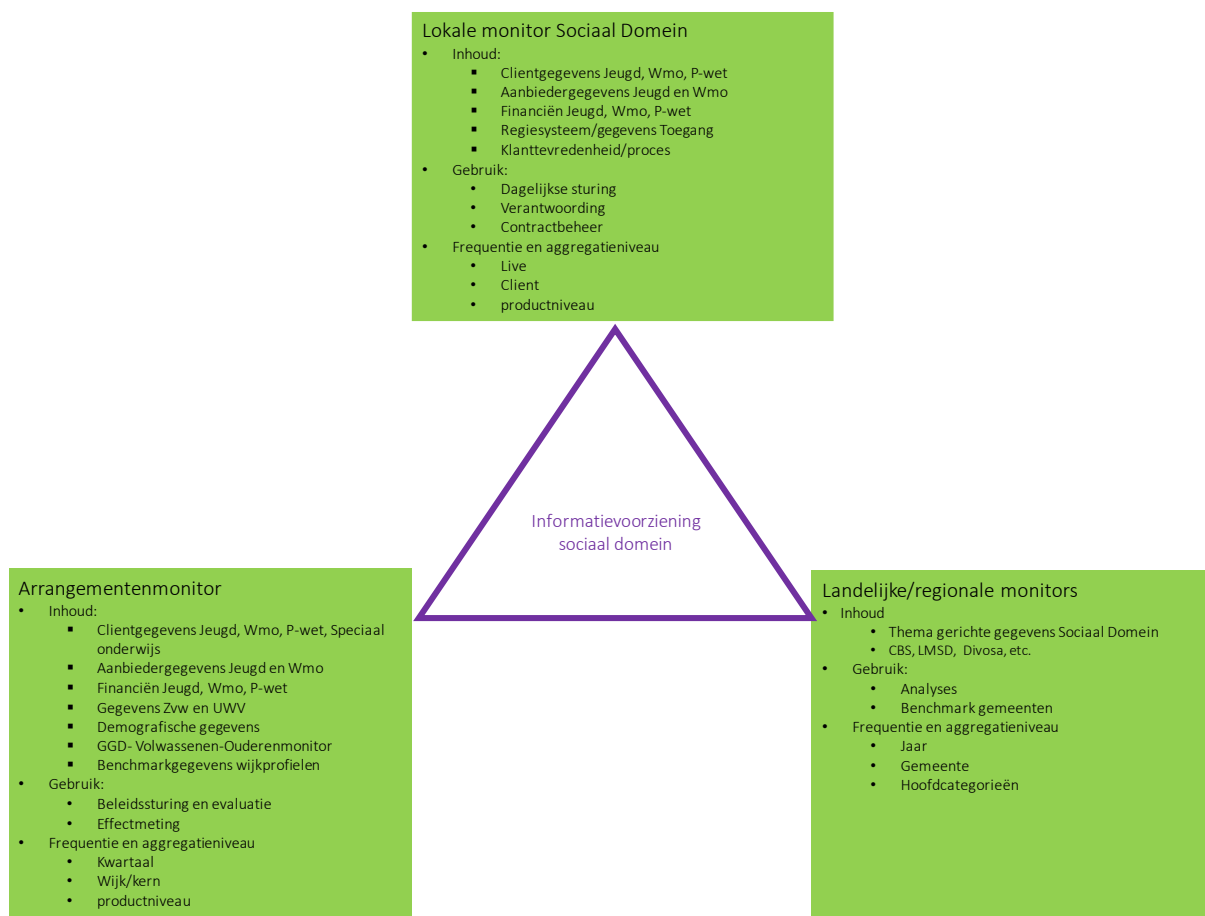 Lokale monitor Sociaal Domein
• Inhoud:
▪ Clientgegevens Jeugd, Wmo, P-wet
▪ Aanbiedergegevens Jeugd en Wmo
▪ Financiën Jeugd, Wmo, P-wet
▪ Regiesysteem/gegevens Toegang
▪ Klanttevredenheid/proces
• Gebruik:
• Dagelijkse sturing
• Verantwoording
• Contractbeheer
• Frequentie en aggregatieniveau
• Live
• Client
• productniveau
Informatievoorziening
sociaal domein
Arrangementenmonitor
• Inhoud:
▪ Clientgegevens Jeugd, Wmo, P-wet, Speciaal
onderwijs
▪ Aanbiedergegevens Jeugd en Wmo
▪ Financiën Jeugd, Wmo, P-wet
▪ Gegevens Zvw en UWV
▪ Demografische gegevens
▪ GGD- Volwassenen-Ouderenmonitor
▪ Benchmarkgegevens wijkprofielen
• Gebruik:
• Beleidssturing en evaluatie
• Effectmeting
• Frequentie en aggregatieniveau
• Kwartaal
• Wijk/kern
• productniveau
Landelijke/regionale monitors
• Inhoud
• Thema gerichte gegevens Sociaal Domein
• CBS, LMSD, Divosa, etc.
• Gebruik:
• Analyses
• Benchmark gemeenten
• Frequentie en aggregatieniveau
• Jaar
• Gemeente
• Hoofdcategorieën